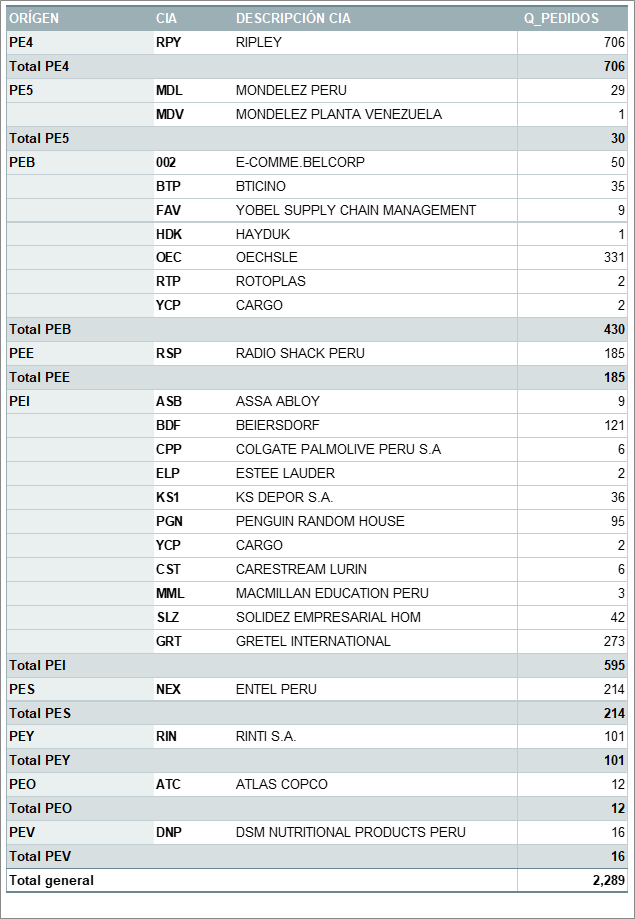 ORÍGEN CIA DESCRIPCIÓN CIA Q_PEDIDOS
PE4 RPY RIPLEY 706
Total PE4 706
PE5 MDL MONDELEZ PERU 29
MDV MONDELEZ PLANTA VENEZUELA 1
Total PE5 30
PEB 002 E-COMME.BELCORP 50
BTP BTICINO 35
FAV YOBEL SUPPLY CHAIN MANAGEMENT 9
HDK HAYDUK 1
OEC OECHSLE 331
RTP ROTOPLAS 2
YCP CARGO 2
Total PEB 430
PEE RSP RADIO SHACK PERU 185
Total PEE 185
PEI ASB ASSA ABLOY 9
BDF BEIERSDORF 121
CPP COLGATE PALMOLIVE PERU S.A 6
ELP ESTEE LAUDER 2
KS1 KS DEPOR S.A. 36
PGN PENGUIN RANDOM HOUSE 95
YCP CARGO 2
CST CARESTREAM LURIN 6
MML MACMILLAN EDUCATION PERU 3
SLZ SOLIDEZ EMPRESARIAL HOM 42
GRT GRETEL INTERNATIONAL 273
Total PEI 595
PES NEX ENTEL PERU 214
Total PES 214
PEY RIN RINTI S.A. 101
Total PEY 101
PEO ATC ATLAS COPCO 12
Total PEO 12
PEV DNP DSM NUTRITIONAL PRODUCTS PERU 16
Total PEV 16
Total general 2,289